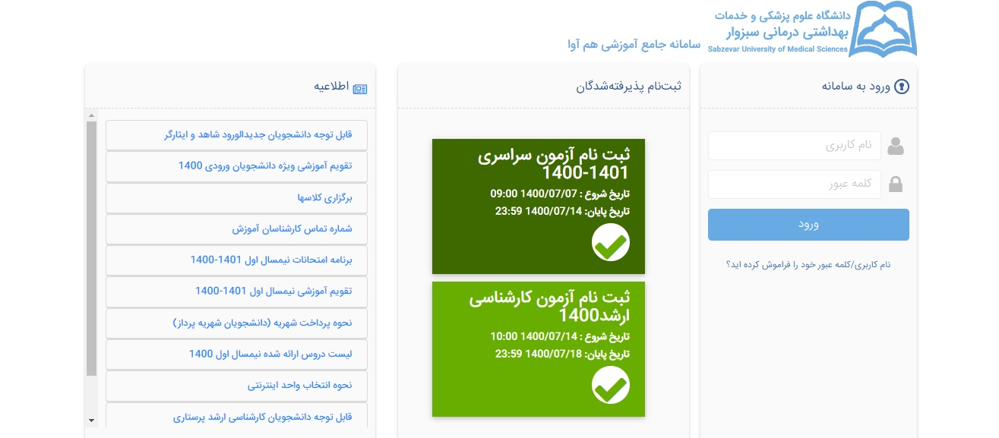 دانشگاه علوم پزشکی و خدمات
بهداشتی درمانی سبزوار
Sabzevar University of Medical Sciences
سامانه جامع آموزشی هم آوا
ورود به سامانه
نام کاربری
کلمه عبور
ورود
نام کاربری/کلمه عبور خود را فراموش کرده اید؟
ثبت‌نام پذیرفته‌شدگان
ثبت نام آزمون سراسری
1400-1401
تاریخ شروع : 1400/07/07 09:00
تاریخ پایان: 1400/07/14 23:59
ثبت نام آزمون کارشناسی
ارشد1400
تاریخ شروع : 1400/07/14 10:00
تاریخ پایان: 1400/07/18 23:59
اطلاعیه
قابل توجه دانشجویان جدیدالورود شاهد و ایثارگر
تقویم آموزشی ویژه دانشجویان ورودی 1400
برگزاری کلاسها
شماره تماس کارشناسان آموزش
برنامه امتحانات نیمسال اول 1401-1400
تقویم آموزشی نیمسال اول 1401-1400
نحوه پرداخت شهریه (دانشجویان شهریه پرداز)
لیست دروس ارائه شده نیمسال اول 1400
نحوه انتخاب واحد اینترنتی
قابل توجه دانشجویان کارشناسی ارشد پرستاری